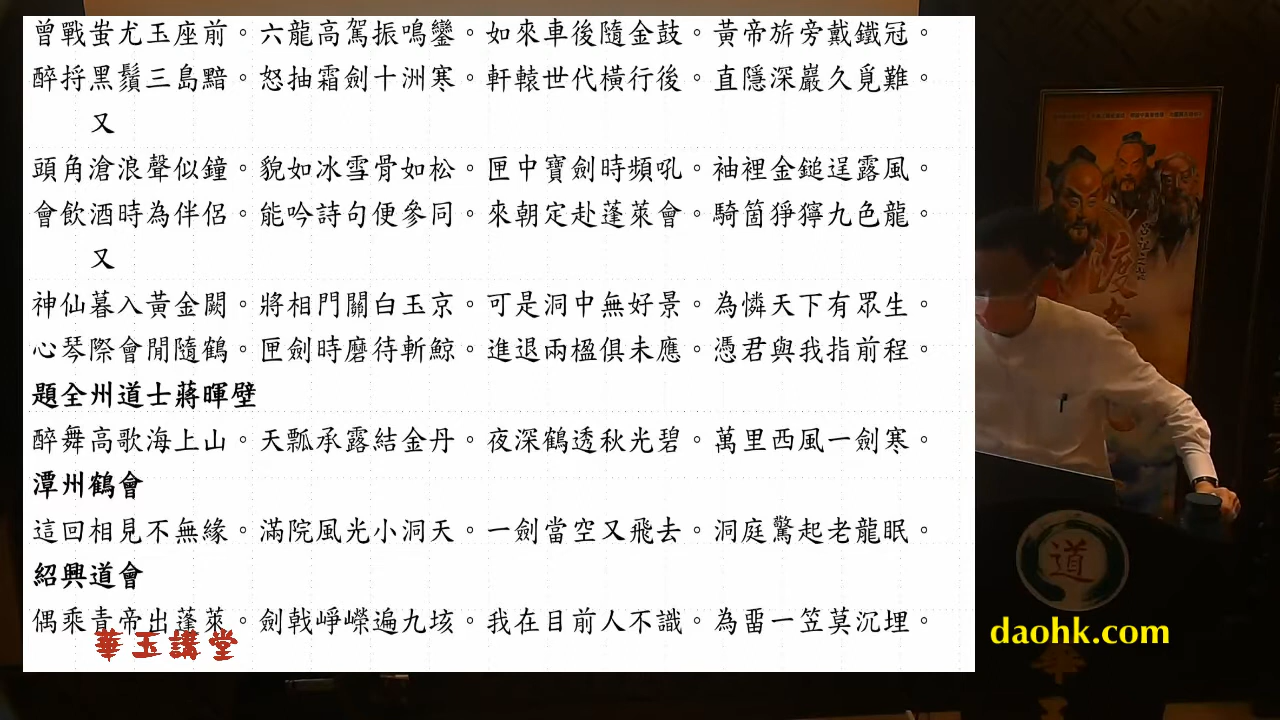 曾戰蚩尤玉座前。六龍高駕振鳴鑾。如來車後隨金鼓。黃帝旂旁戴鐵冠。
醉捋黑鬚三島黯。怒抽霜劍十洲寒。軒轅世代橫行後。直隱深巖久覓難。
又
頭角滄浪聲似鐘。貌如冰雪骨如松。匣中寶劍時頻吼。袖裡金鎚逞露風。
會飲酒時為伴侶。能吟詩句便參同。來朝定赴蓬萊會。騎箇猙獰九色龍。
又
神仙暮入黃金闕。將相門關白玉京。可是洞中無好景。為憐天下有眾生。
心琴際會閒隨鶴。匣劍時磨待斬鯨。進退兩楹俱未應。憑君與我指前程。
題全州道士蔣暉壁
醉舞高歌海上山。天瓢承露結金丹。夜深鶴透秋光碧。萬里西風一劍寒。
潭州鶴會
這回相見不無緣。滿院風光小洞天。一劍當空又飛去。洞庭驚起老龍眠。
紹興道會
偶乘青帝出蓬萊。劍戟崢嶸遍九垓。我在目前人不識。為畱一笠莫沉埋。
華玉講堂
道
daohk.com